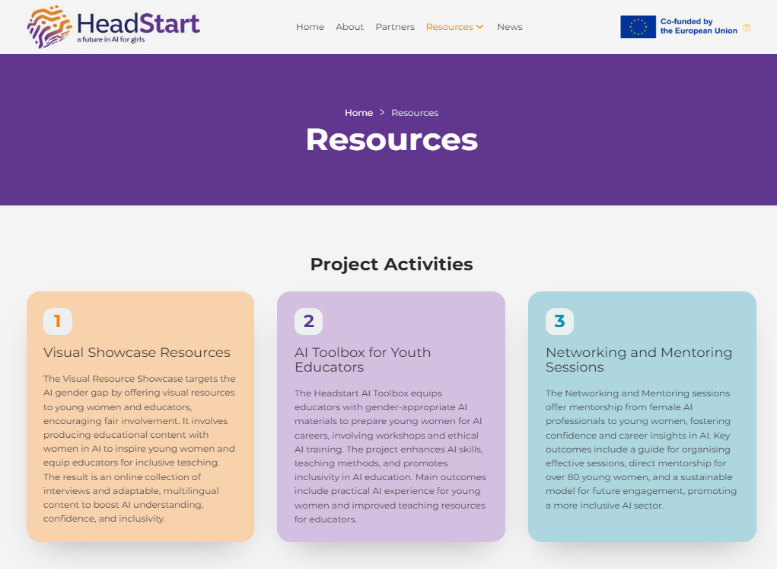 HeadStart
a future in AI for girls
Home About Partners Resources News
Co-funded by
the European Union
Home > Resources
Resources
Project Activities
1
Visual Showcase Resources
The Visual Resource Showcase targets the
AI gender gap by offering visual resources
to young women and educators,
encouraging fair involvement. It involves
producing educational content with
women in AI to inspire young women and
equip educators for inclusive teaching.
The result is an online collection of
interviews and adaptable, multilingual
content to boost AI understanding,
confidence, and inclusivity.
2
AI Toolbox for Youth
Educators
The Headstart AI Toolbox equips
educators with gender-appropriate AI
materials to prepare young women for AI
careers, involving workshops and ethical
AI training. The project enhances AI skills,
teaching methods, and promotes
inclusivity in AI education. Main outcomes
include practical AI experience for young
women and improved teaching resources
for educators.
3
Networking and Mentoring
Sessions
The Networking and Mentoring sessions
offer mentorship from female AI
professionals to young women, fostering
confidence and career insights in AI. Key
outcomes include a guide for organising
effective sessions, direct mentorship for
over 80 young women, and a sustainable
model for future engagement, promoting
a more inclusive AI sector.